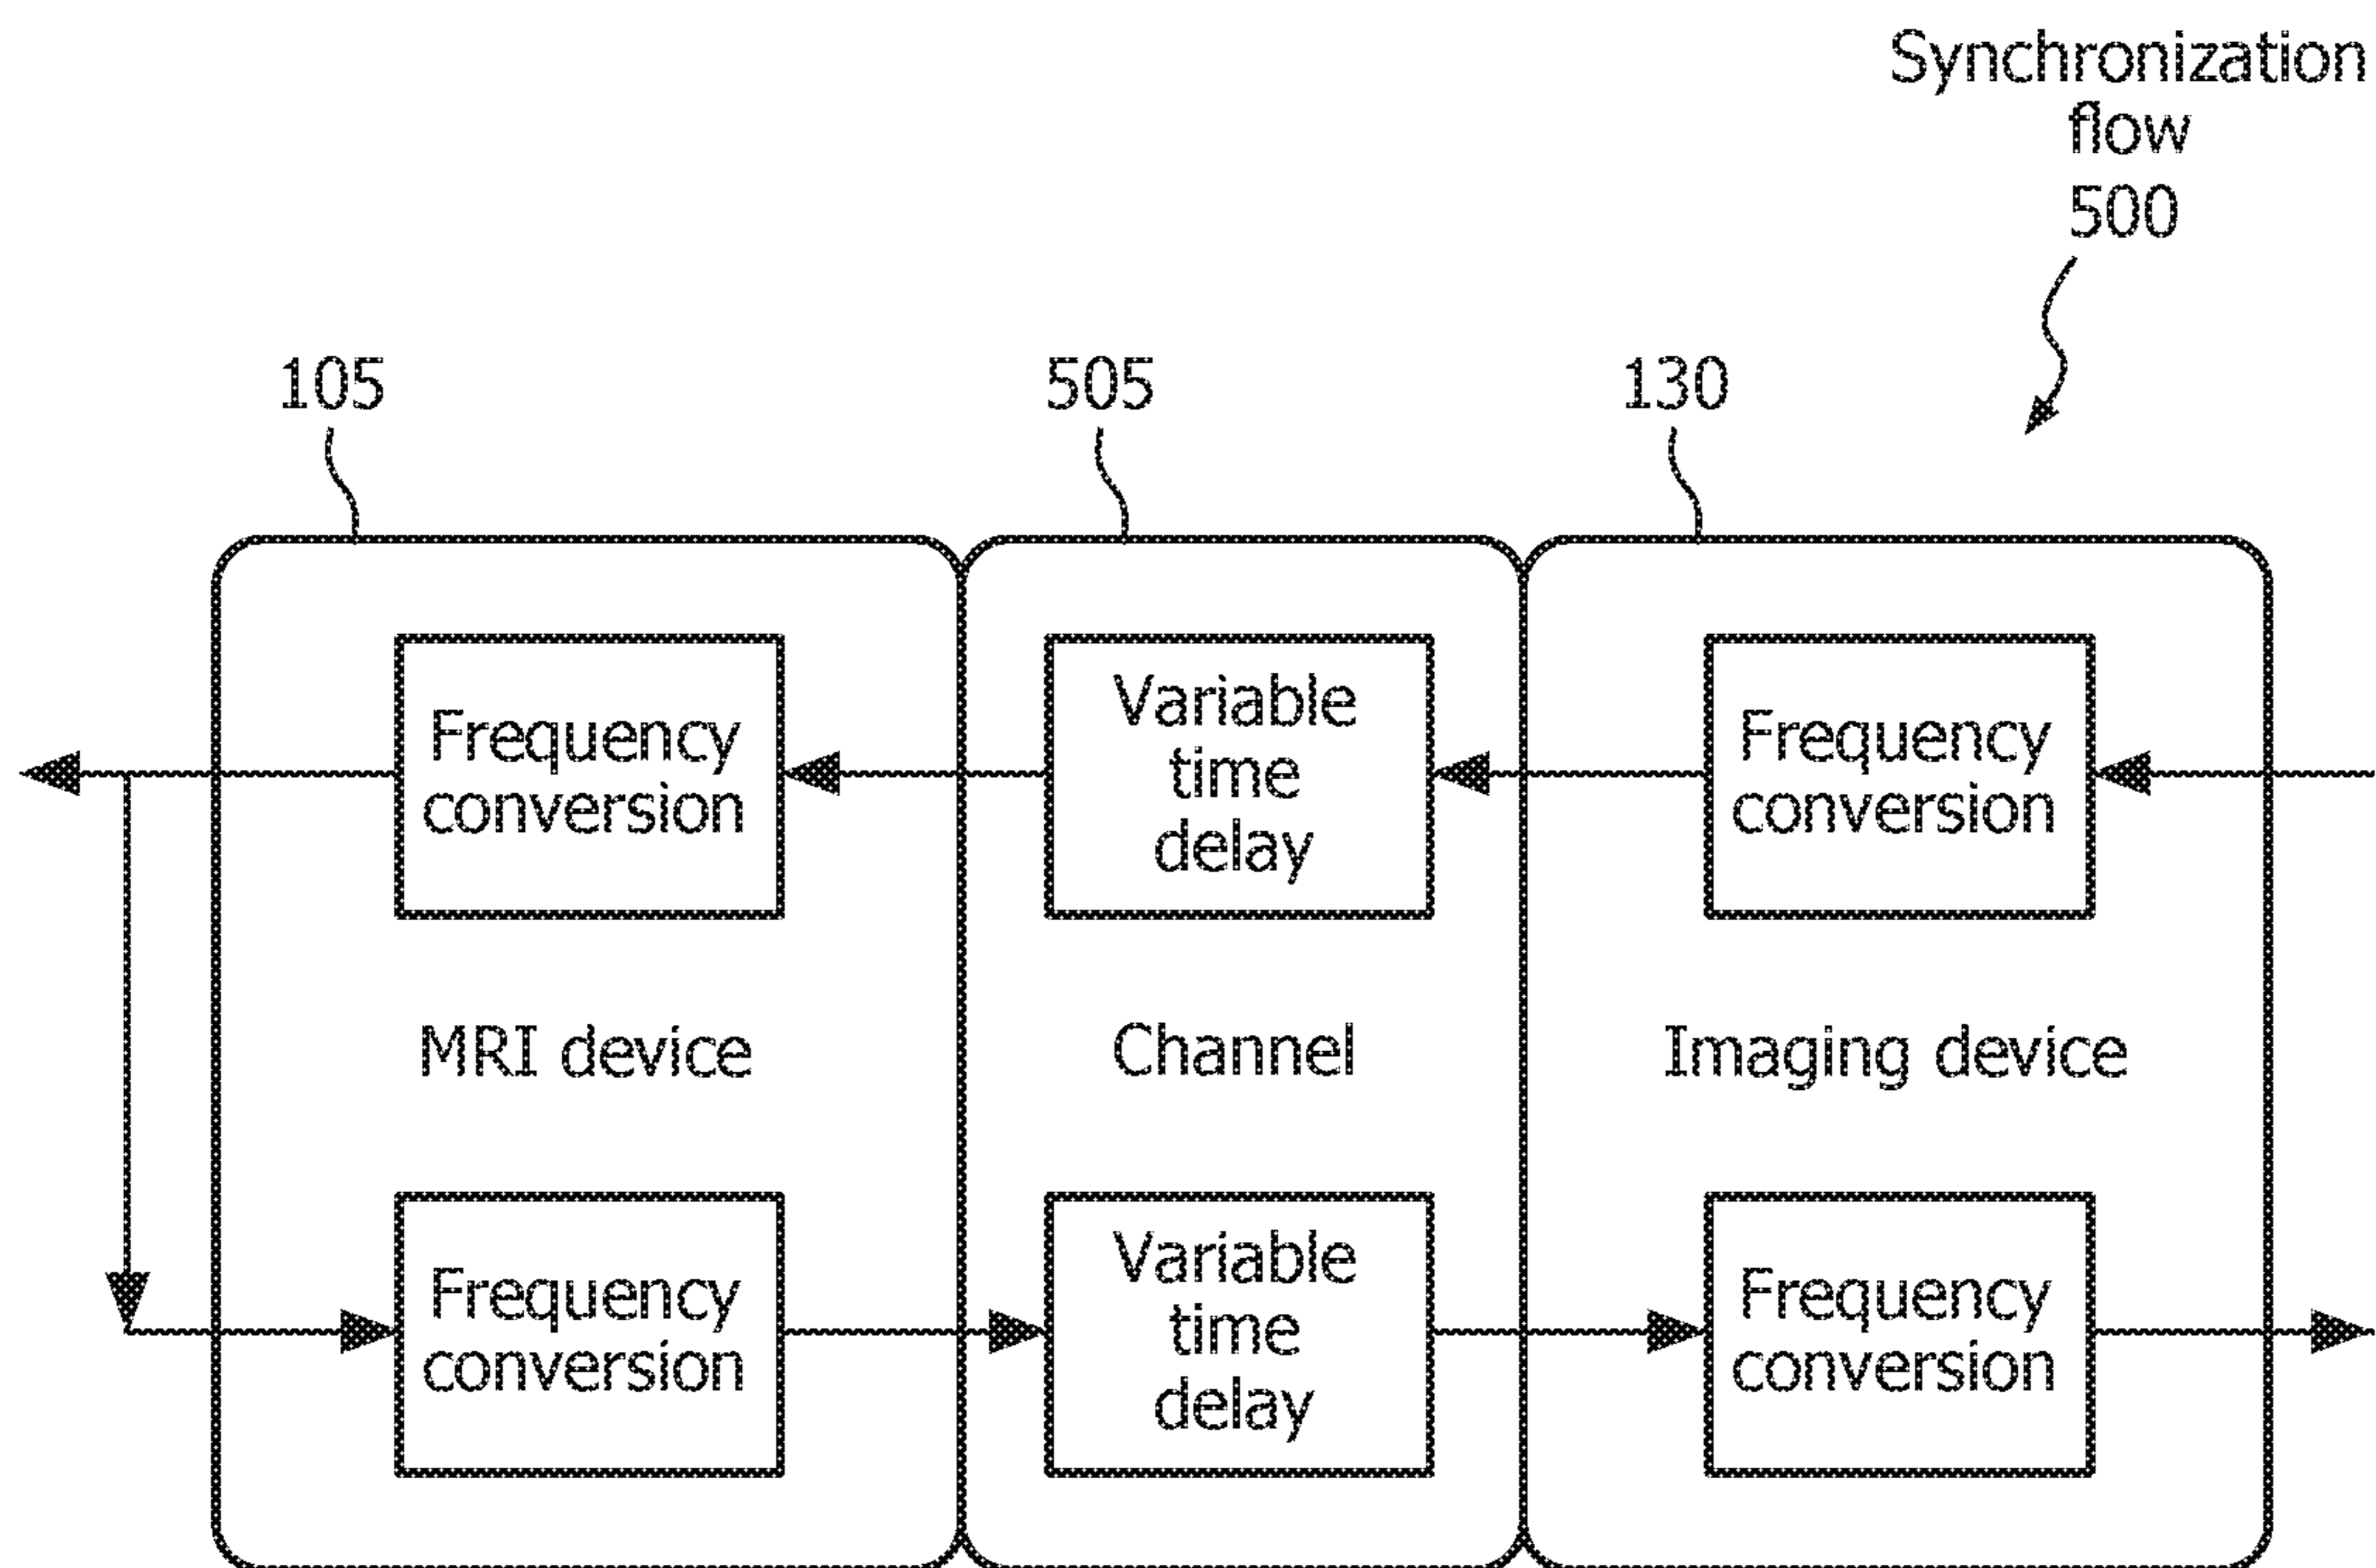 Synchronization
flow
500
105
505
130
Frequency
conversion
Variable
time
delay
Frequency
conversion
MRI device
Channel
Imaging device
Frequency
conversion
Variable
time
delay
Frequency
conversion